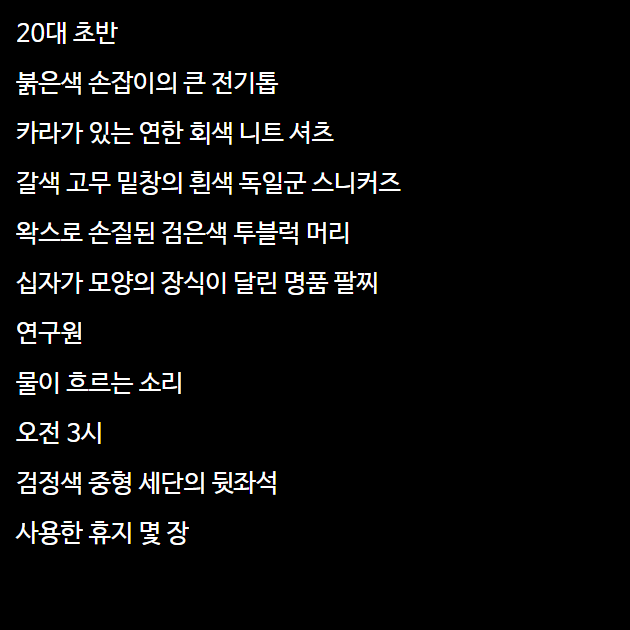 20대 초반
붉은색 손잡이의 큰 전기톱
카라가 있는 연한 회색 니트 셔츠
갈색 고무 밑창의 흰색 독일군 스니커즈
왁스로 손질된 검은색 투블럭 머리
십자가 모양의 장식이 달린 명품 팔찌
연구원
물이 흐르는 소리
오전 3시
검정색 중형 세단의 뒷좌석
사용한 휴지 몇 장